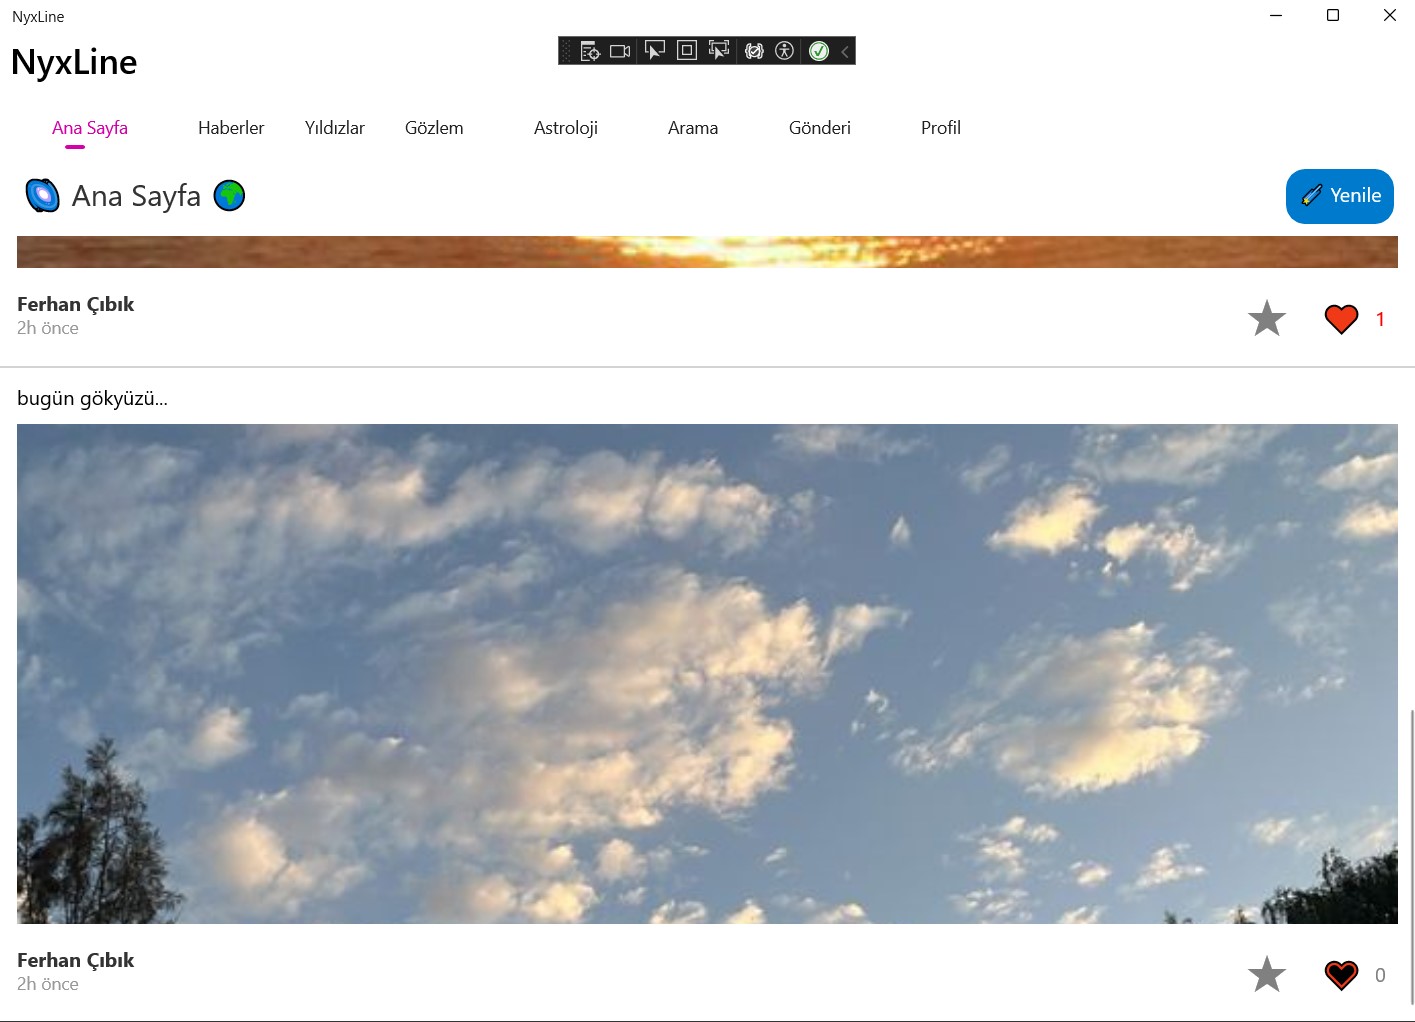 NyxLine
NyxLine
Ana Sayfa Haberler Yıldızlar Gözlem Astroloji Arama Gönderi Profil
Ana Sayfa
Yenile
Ferhan Çıbık
2h önce
1
bugün gökyüzü...
Ferhan Çıbık
2h önce
0